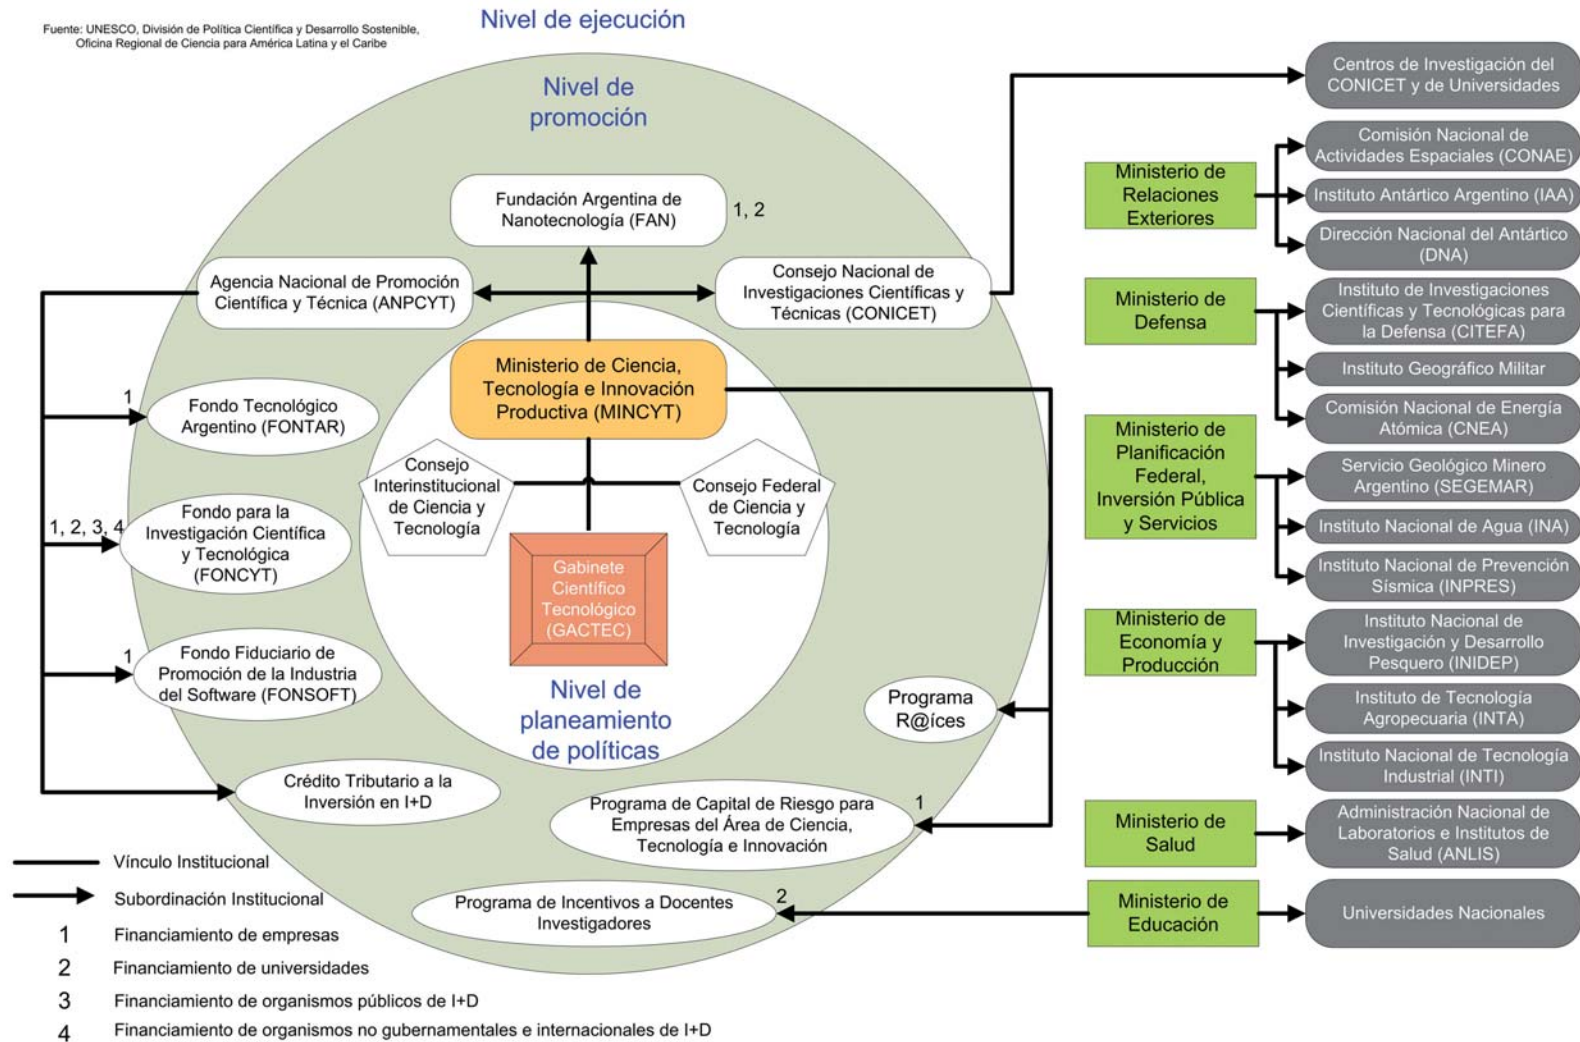 Fuente: UNESCO, División de Política Científica y Desarrollo Sostenible,
Oficina Regional de Ciencia para América Latina y el Caribe
Nivel de ejecución
Nivel de
promoción
Fundación Argentina de
Nanotecnología (FAN)
1, 2
Agencia Nacional de Promoción
Científica y Técnica (ANPCYT)
Consejo Nacional de
Investigaciones Científicas y
Técnicas (CONICET)
Ministerio de Ciencia,
Tecnología e Innovación
Productiva (MINCYT)
1
Fondo Tecnológico
Argentino (FONTAR)
Consejo
Interinstitucional
de Ciencia y
Tecnología
Consejo Federal
de Ciencia y
Tecnología
1, 2, 3, 4
Fondo para la
Investigación Científica
y Tecnológica
(FONCYT)
Gabinete
Científico
Tecnológico
(GACTEC)
1
Fondo Fiduciario de
Promoción de la Industria
del Software (FONSOFT)
Nivel de
planeamiento
de políticas
Programa
R@íces
Crédito Tributario a la
Inversión en I+D
Programa de Capital de Riesgo para
Empresas del Área de Ciencia,
Tecnología e Innovación
1
Programa de Incentivos a Docentes
Investigadores
2
Centros de Investigación del
CONICET y de Universidades
Ministerio de
Relaciones
Exteriores
Comisión Nacional de
Actividades Espaciales (CONAE)
Instituto Antártico Argentino (IAA)
Dirección Nacional del Antártico
(DNA)
Ministerio de
Defensa
Instituto de Investigaciones
Científicas y Tecnológicas para
la Defensa (CITEFA)
Instituto Geográfico Militar
Comisión Nacional de Energía
Atómica (CNEA)
Ministerio de
Planificación
Federal,
Inversión Pública
y Servicios
Servicio Geológico Minero
Argentino (SEGEMAR)
Instituto Nacional de Agua (INA)
Instituto Nacional de Prevención
Sísmica (INPRES)
Ministerio de
Economía y
Producción
Instituto Nacional de
Investigación y Desarrollo
Pesquero (INIDEP)
Instituto de Tecnología
Agropecuaria (INTA)
Instituto Nacional de Tecnología
Industrial (INTI)
Ministerio de
Salud
Administración Nacional de
Laboratorios e Institutos de
Salud (ANLIS)
Ministerio de
Educación
Universidades Nacionales
Vínculo Institucional
Subordinación Institucional
1 Financiamiento de empresas
2 Financiamiento de universidades
3 Financiamiento de organismos públicos de I+D
4 Financiamiento de organismos no gubernamentales e internacionales de I+D